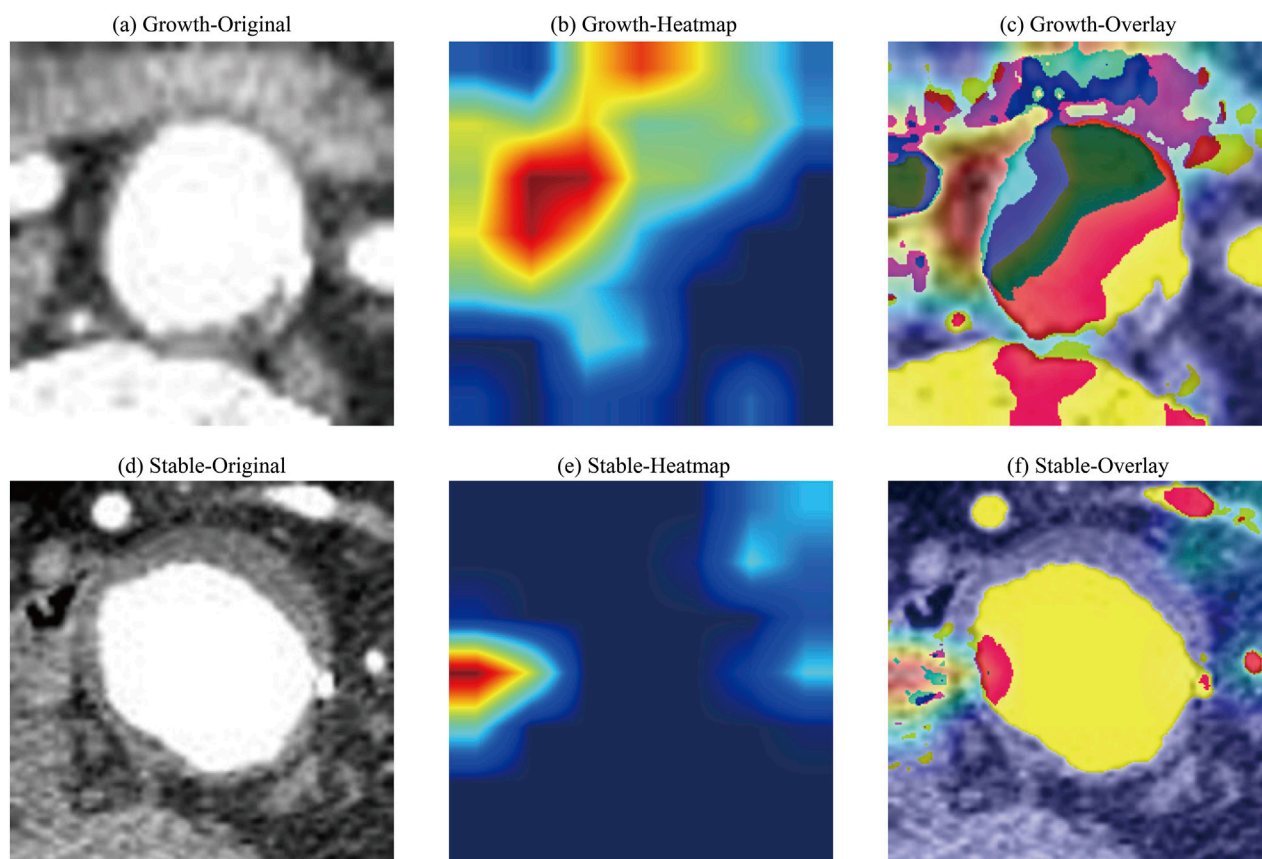 (a) Growth-Original
(b) Growth-Heatmap
(c) Growth-Overlay
(d) Stable-Original
(e) Stable-Heatmap
(f) Stable-Overlay